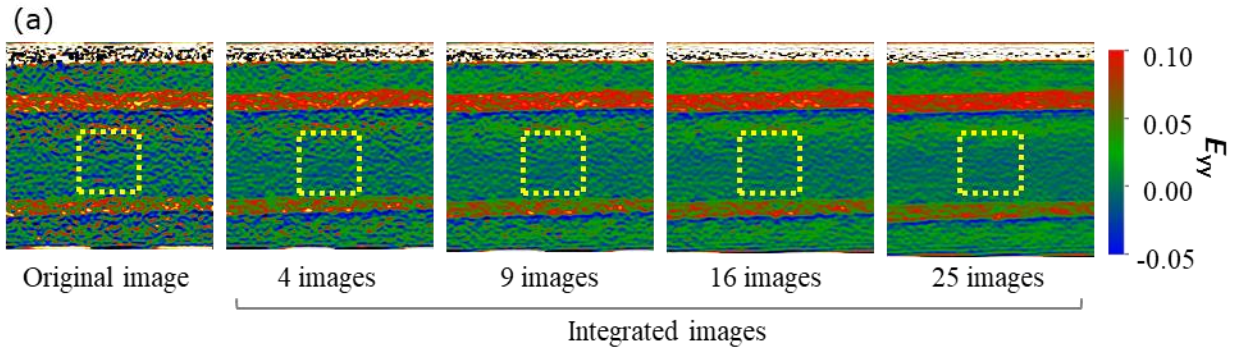 (a)
0.10
0.05
0.00
-0.05
Eyy
Original image
4 images
9 images
16 images
25 images
Integrated images